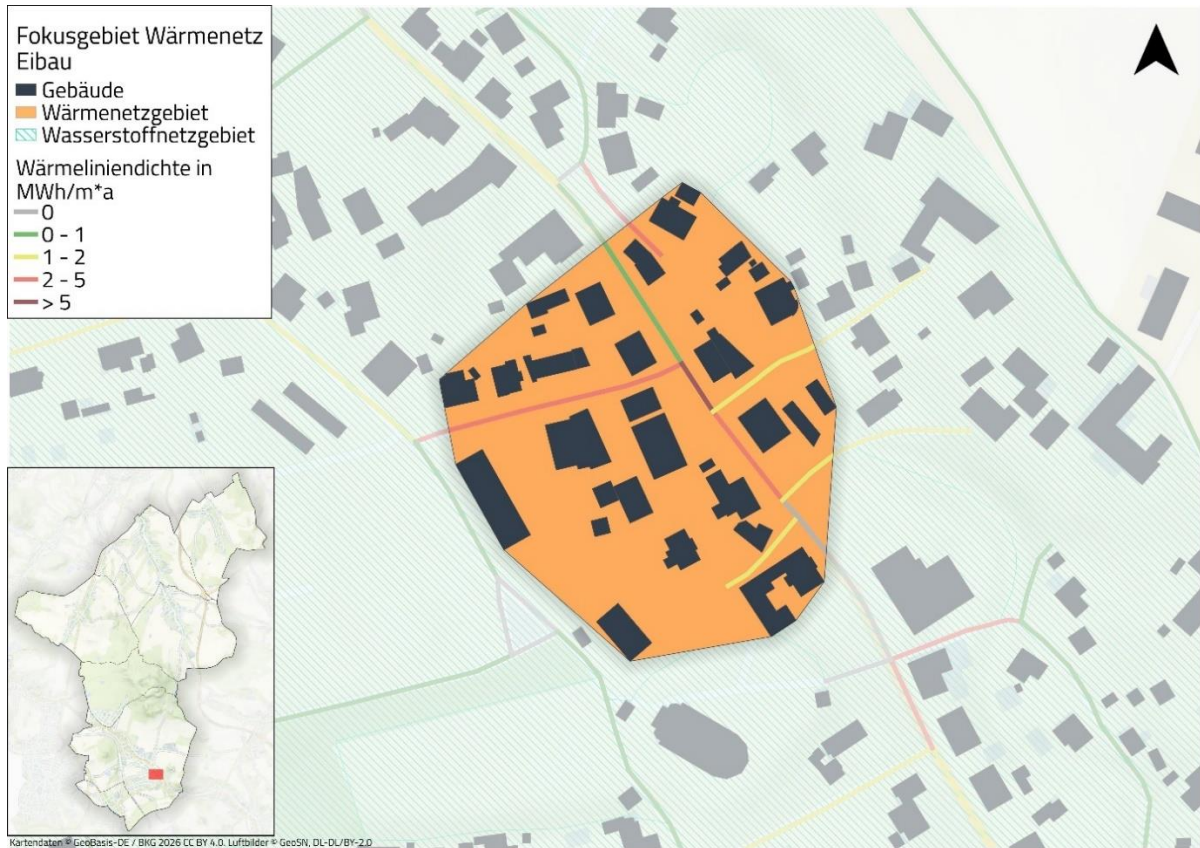 Fokusgebiet Wärmenetz
Eibau
Gebäude
Wärmenetzgebiet
Wasserstoffnetzgebiet
Wärmeliniendichte in
MWh/m*a
0
0 - 1
1 - 2
2 - 5
> 5
Kartendaten © GeoBasis-DE / BKG 2026 CC BY 4.0. Luftbilder © GeoSN, DL-DL/BY-2.0